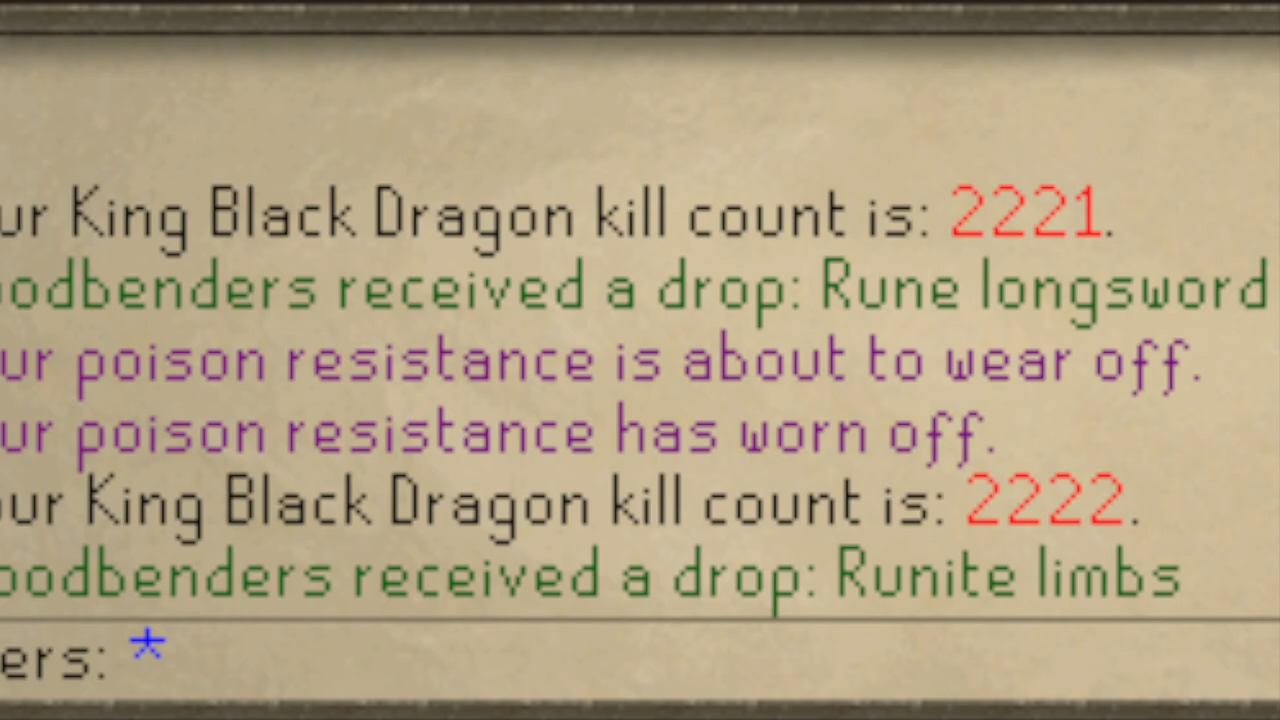 ur King Black Dragon kill count is: 2221.
oodbenders received a drop: Rune longsword
ur poison resistance is about to wear off.
ur poison resistance has worn off.
our King Black Dragon kill count is: 2222.
oodbenders received a drop: Runite limbs
ers: *